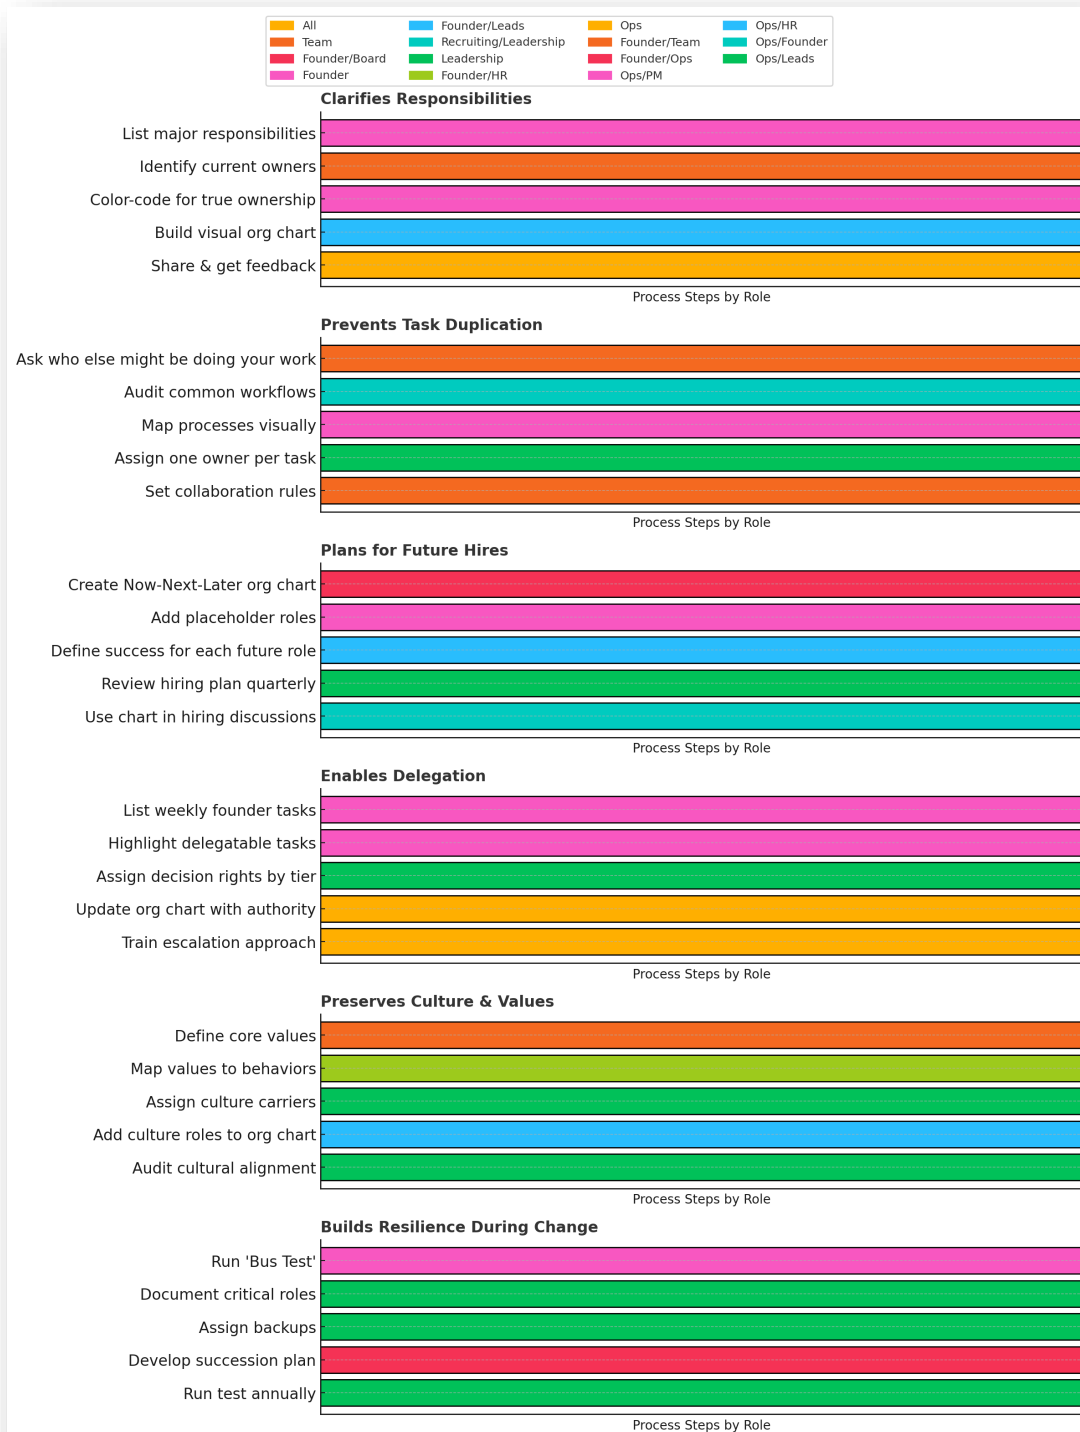 All
Team
Founder/Board
Founder
Founder/Leads
Recruiting/Leadership
Leadership
Founder/HR
Ops
Founder/Team
Founder/Ops
Ops/PM
Ops/HR
Ops/Founder
Ops/Leads
Clarifies Responsibilities
List major responsibilities
Identify current owners
Color-code for true ownership
Build visual org chart
Share & get feedback
Process Steps by Role
Prevents Task Duplication
Ask who else might be doing your work
Audit common workflows
Map processes visually
Assign one owner per task
Set collaboration rules
Process Steps by Role
Plans for Future Hires
Create Now-Next-Later org chart
Add placeholder roles
Define success for each future role
Review hiring plan quarterly
Use chart in hiring discussions
Process Steps by Role
Enables Delegation
List weekly founder tasks
Highlight delegatable tasks
Assign decision rights by tier
Update org chart with authority
Train escalation approach
Process Steps by Role
Preserves Culture & Values
Define core values
Map values to behaviors
Assign culture carriers
Add culture roles to org chart
Audit cultural alignment
Process Steps by Role
Builds Resilience During Change
Run 'Bus Test'
Document critical roles
Assign backups
Develop succession plan
Run test annually
Process Steps by Role